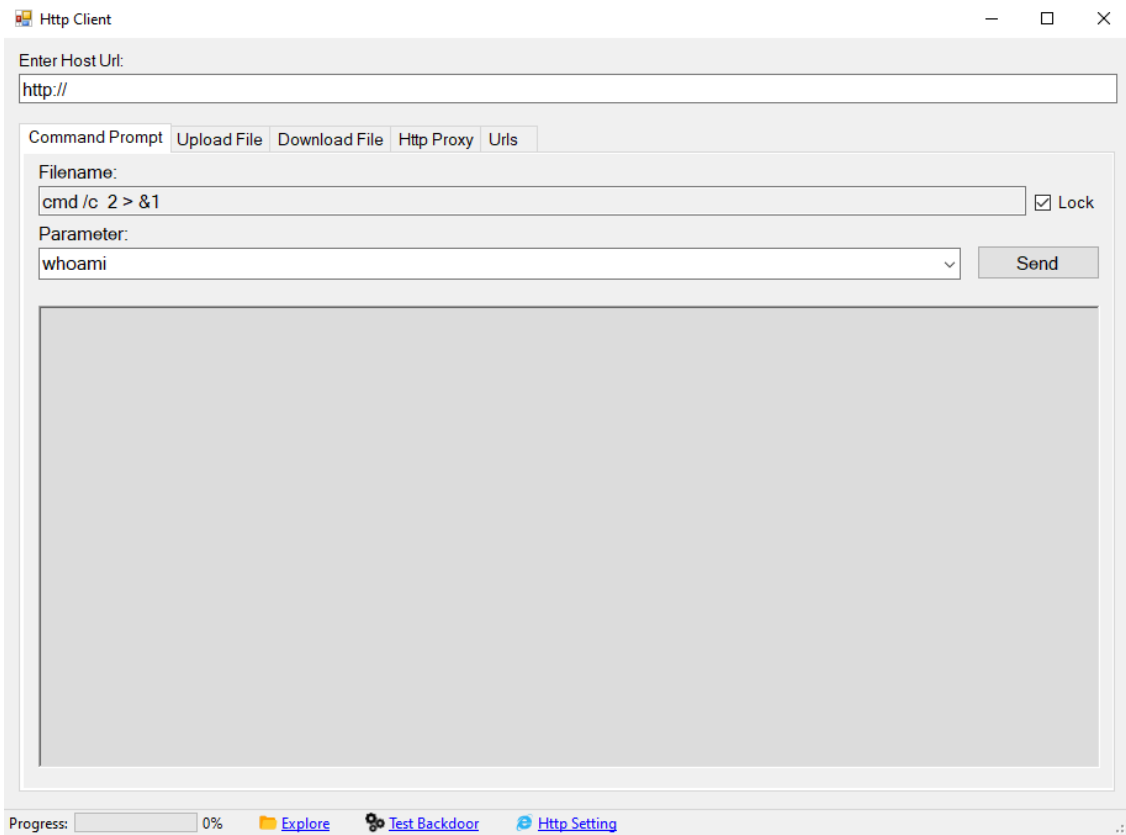 Http Client
Enter Host Url:
http://
Command Prompt Upload File Download File Http Proxy Urls
Filename:
cmd /c  2 > &1 Lock
Parameter:
whoami Send
Progress: 0% Explore Test Backdoor Http Setting